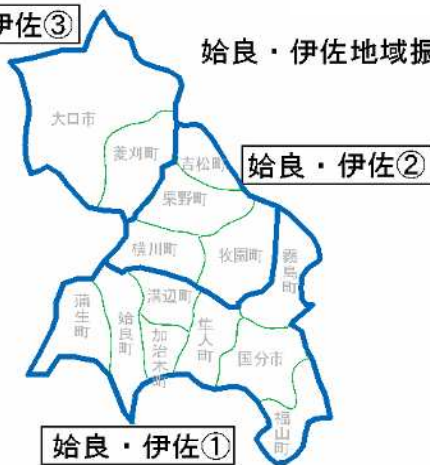 伊佐③
姶良・伊佐地域振
大口市
菱刈町
吉松町
姶良・伊佐②
栗野町
横川町
牧園町
霧島町
溝辺町
蒲生町
姶良町
加治木町
隼人町
国分市
福山町
姶良・伊佐①